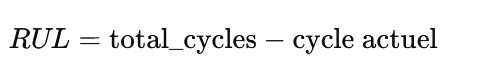 RUL = total_cycles − cycle actuel